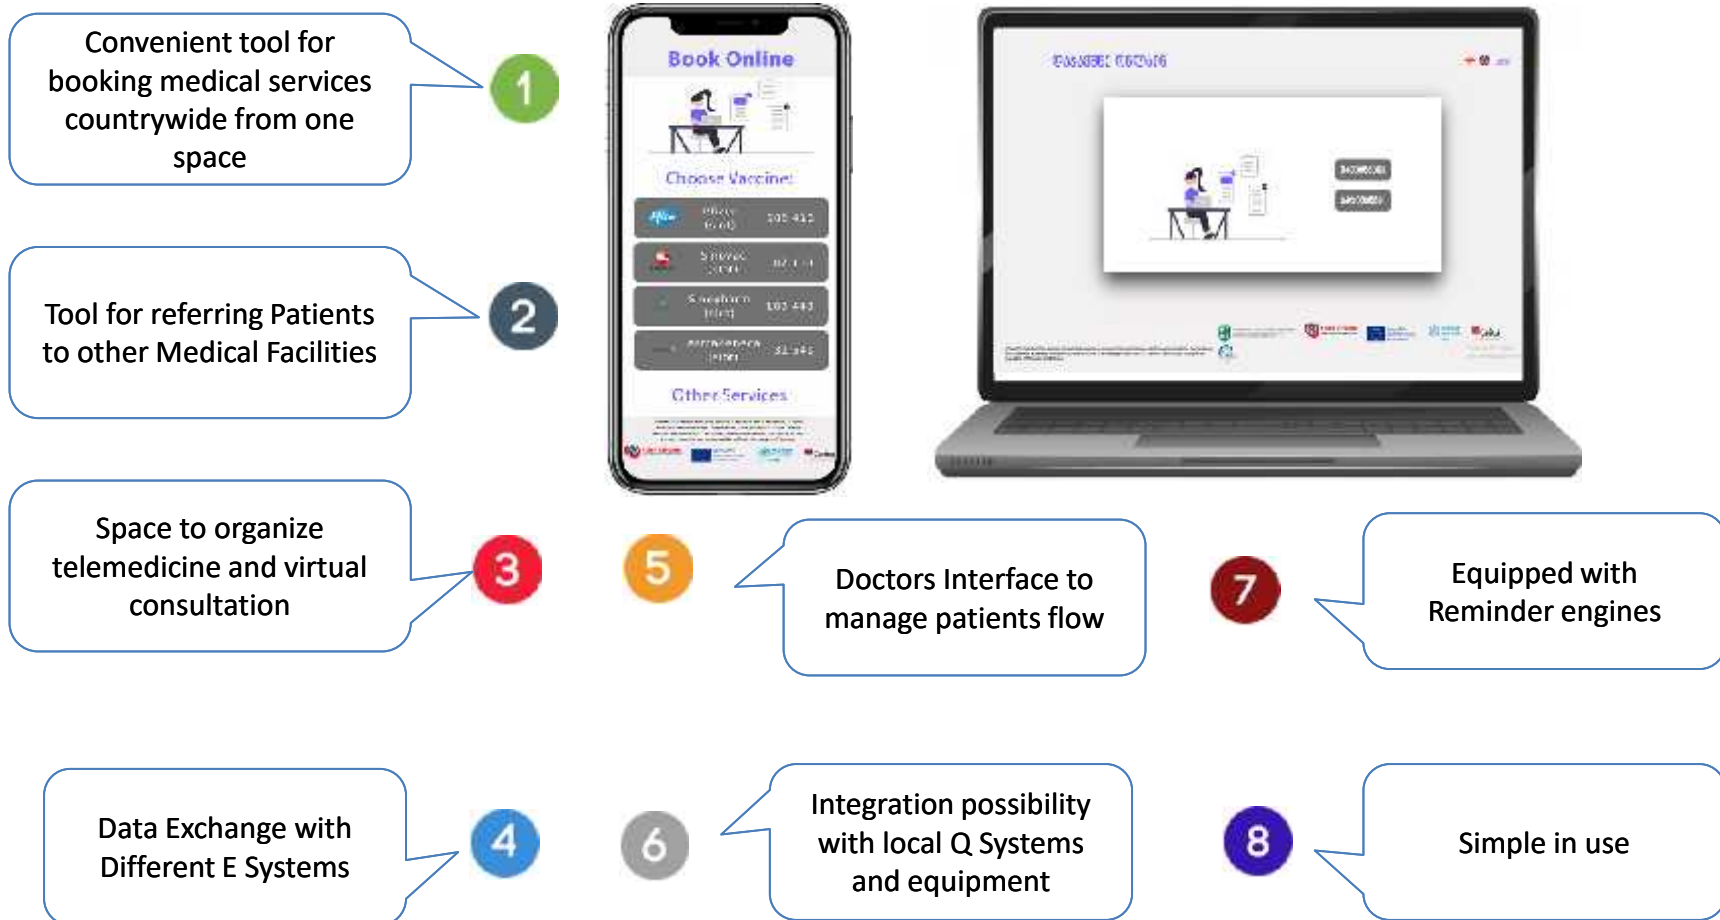 Convenient tool for
booking medical services
countrywide from one
space
1
Tool for referring Patients
to other Medical Facilities
2
Space to organize
telemedicine and virtual
consultation
3
Data Exchange with
Different E Systems
4
Book Online
Choose Vaccine:
Pfizer
Sinovac
Other Services
5
Doctors Interface to
manage patients flow
6
Integration possibility
with local Q Systems
and equipment
7
Equipped with
Reminder engines
8
Simple in use